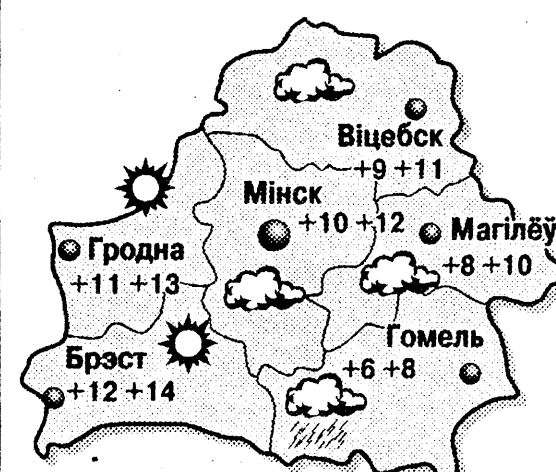 Віцебск
+9 +11
Мінск
+10 +12
Магілёў
+8 +10
Гродна
+11 +13
Гомель
+6 +8
Брэст
+12 +14